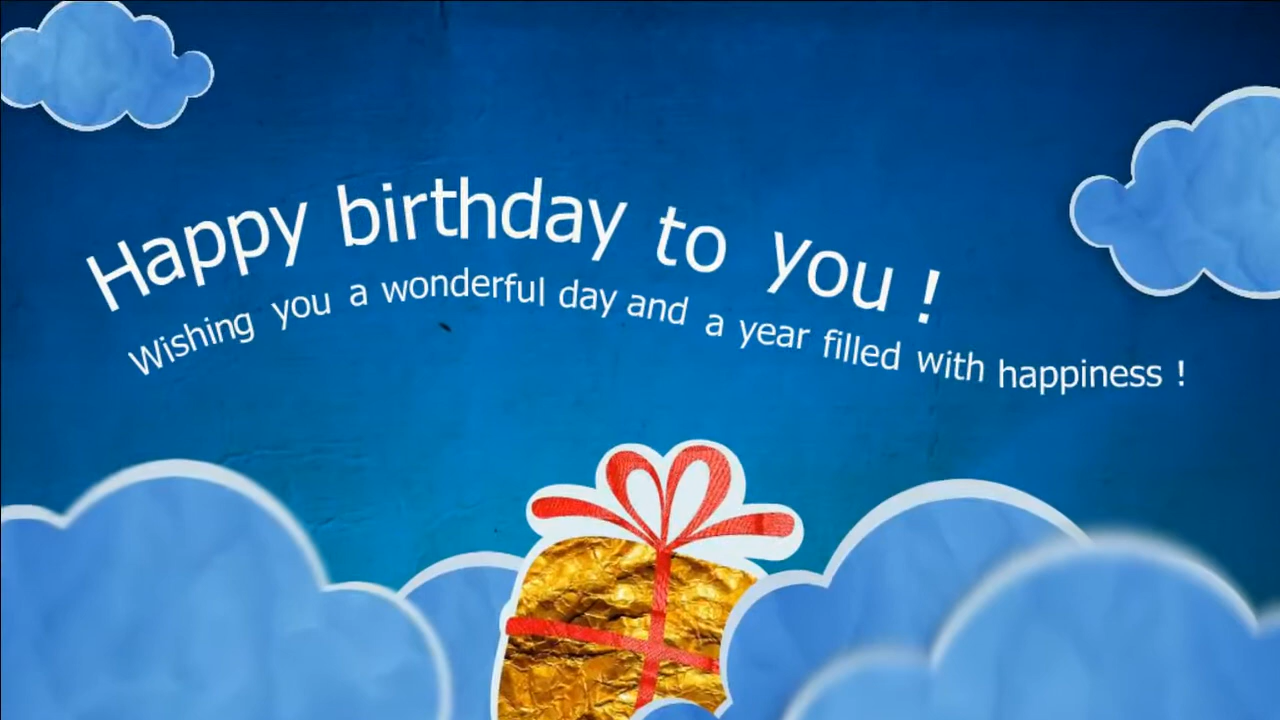 Happy birthday to you !
Wishing you a wonderful day and a year filled with happiness !